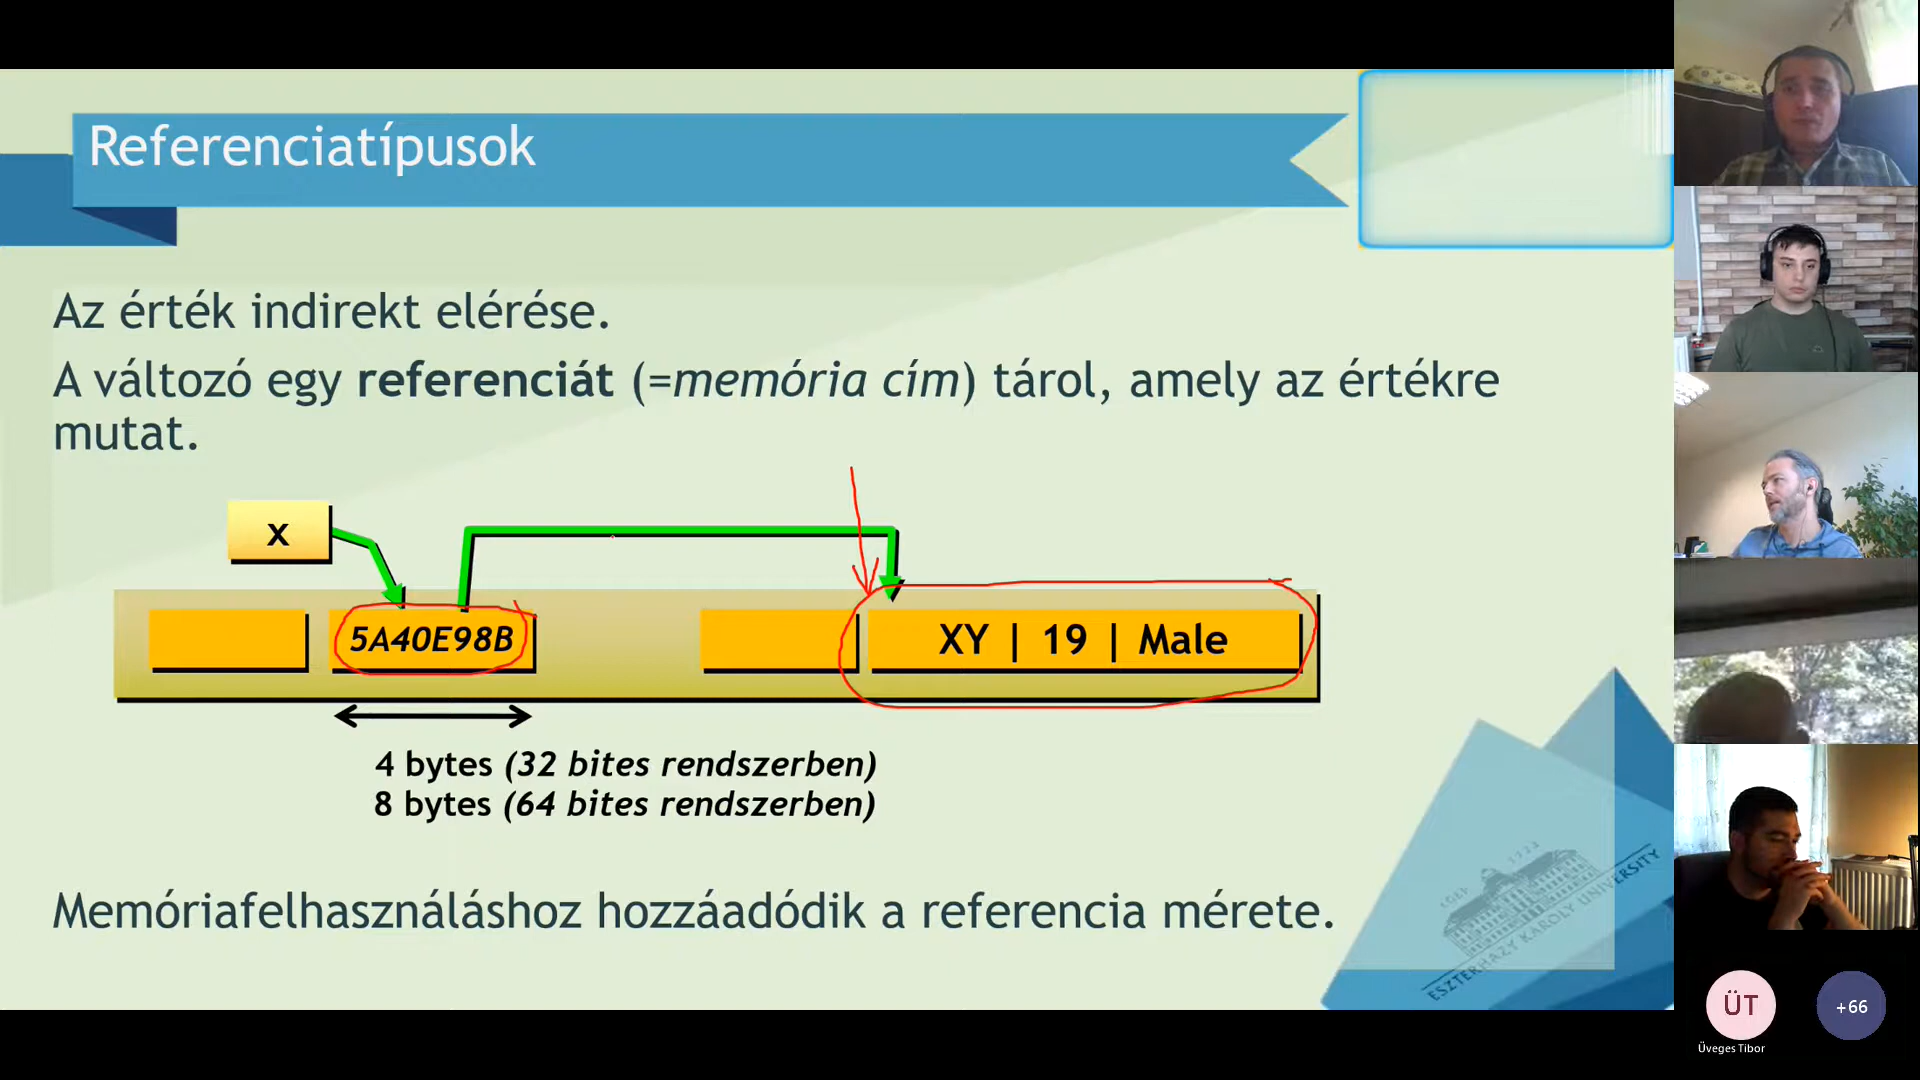 Referenciatípusok
Az érték indirekt elérése.
A változó egy referenciát (=memória cím) tárol, amely az értékre
mutat.
x
5A40E98B
XY | 19 | Male
4 bytes (32 bites rendszerben)
8 bytes (64 bites rendszerben)
Memóriafelhasználáshoz hozzáadódik a referencia mérete.
EGER 1774
ESZTERHÁZY KÁROLY UNIVERSITY
ÜT
+66
Üveges Tibor